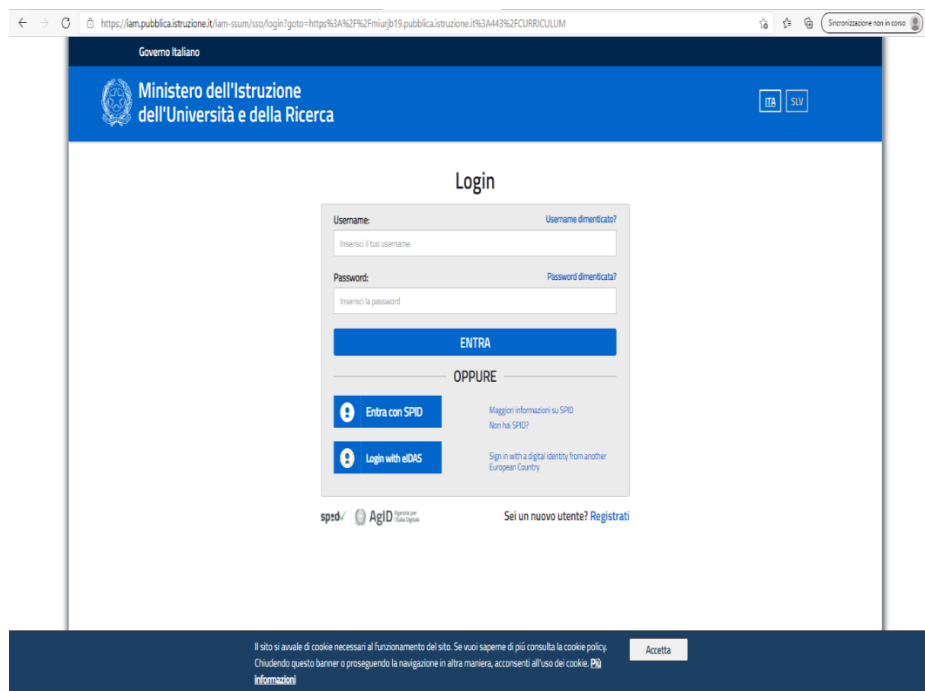 https://iam.pubblica.istruzione.it/iam-ssum/sso/login?goto=https%3A%2F%2Fmiurjb19.pubblica.istruzione.it%3A443%2FCURRICULUM
Sincronizzazione non in corso
Governo Italiano
Ministero dell'Istruzione
dell'Università e della Ricerca
ITA SLV
Login
Username: Username dimenticato?
Inserisci il tuo username
Password: Password dimenticata?
Inserisci la password
ENTRA
OPPURE
Entra con SPID
Maggiori informazioni su SPID
Non hai SPID?
Login with eIDAS
Sign in with a digital identity from another
European Country
sp:d AgID Agenzia per
l'Italia Digitale
Sei un nuovo utente? Registrati
Il sito si avvale di cookie necessari al funzionamento del sito. Se vuoi saperne di piú consulta la cookie policy.
Chiudendo questo banner o proseguendo la navigazione in altra maniera, acconsenti all'uso dei cookie. Più
informazioni
Accetta